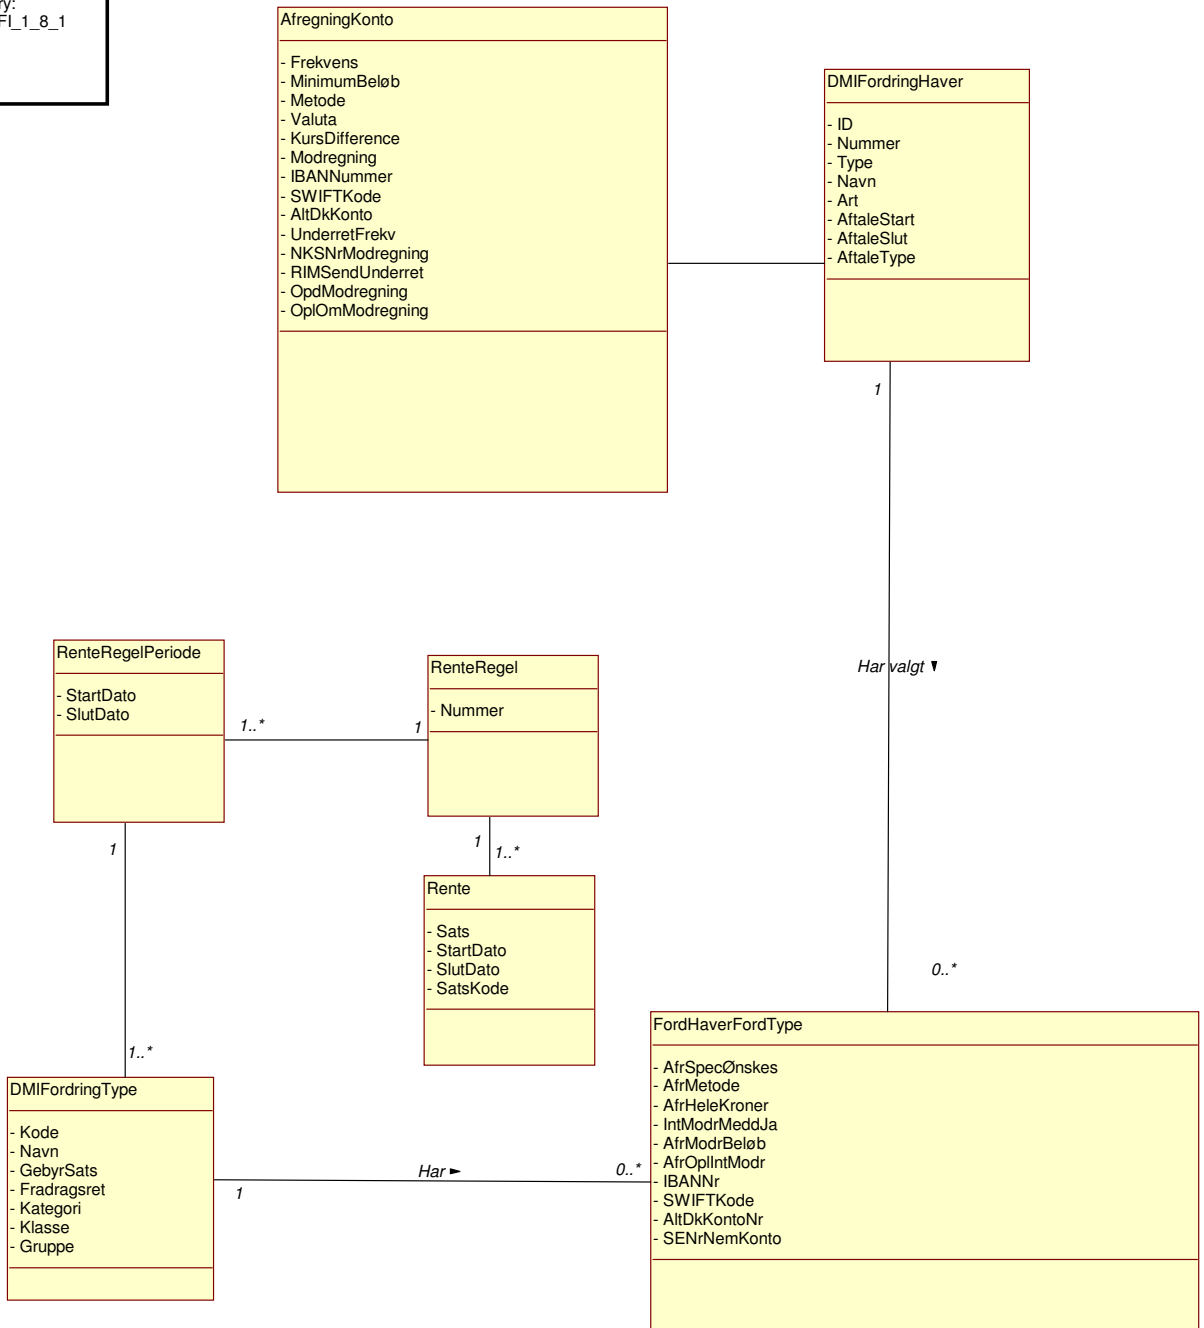 ry:
FI_1_8_1
AfregningKonto
- Frekvens
- MinimumBeløb
- Metode
- Valuta
- KursDifference
- Modregning
- IBANNummer
- SWIFTKode
- AltDkKonto
- UnderretFrekv
- NKSNrModregning
- RIMSendUnderret
- OpdModregning
- OplOmModregning
DMIFordringHaver
- ID
- Nummer
- Type
- Navn
- Art
- AftaleStart
- AftaleSlut
- AftaleType
1
Har valgt
0..*
RenteRegelPeriode
- StartDato
- SlutDato
1..*
1
RenteRegel
- Nummer
1
1..*
Rente
- Sats
- StartDato
- SlutDato
- SatsKode
1
1..*
DMIFordringType
- Kode
- Navn
- GebyrSats
- Fradragsret
- Kategori
- Klasse
- Gruppe
1
Har
0..*
FordHaverFordType
- AfrSpecØnskes
- AfrMetode
- AfrHeleKroner
- IntModrMeddJa
- AfrModrBeløb
- AfrOplIntModr
- IBANNr
- SWIFTKode
- AltDkKontoNr
- SENrNemKonto